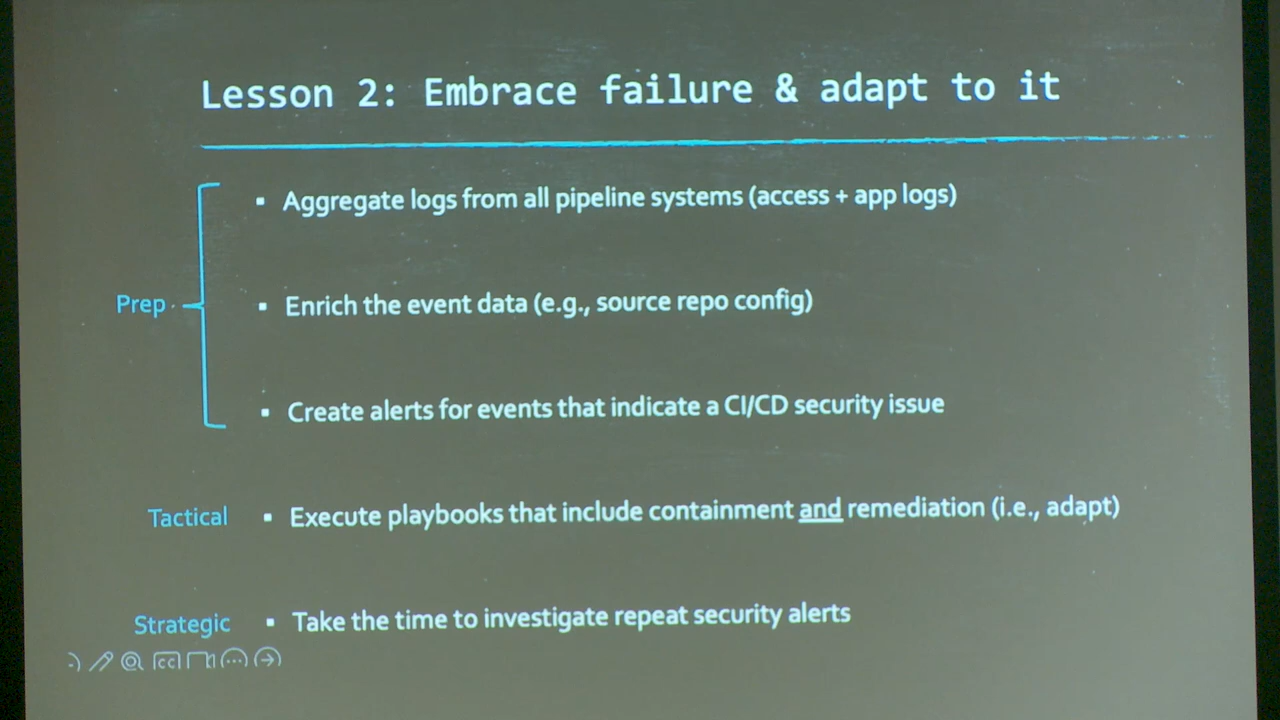 Lesson 2: Embrace failure & adapt to it
Prep
▪ Aggregate logs from all pipeline systems (access + app logs)
▪ Enrich the event data (e.g., source repo config)
▪ Create alerts for events that indicate a CI/CD security issue
Tactical ▪ Execute playbooks that include containment and remediation (i.e., adapt)
Strategic ▪ Take the time to investigate repeat security alerts
cc